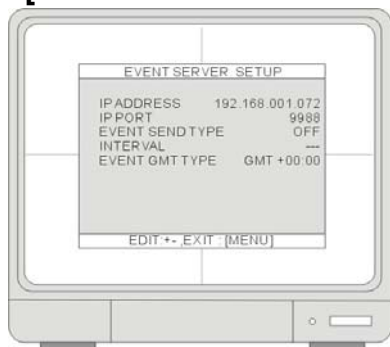 EVENT SERVER SETUP
IP ADDRESS 192.168.001.072
IP PORT 9988
EVENT SEND TYPE OFF
INTERVAL ---
EVENT GMT TYPE GMT +00:00
EDIT:+- ,EXIT : [MENU]